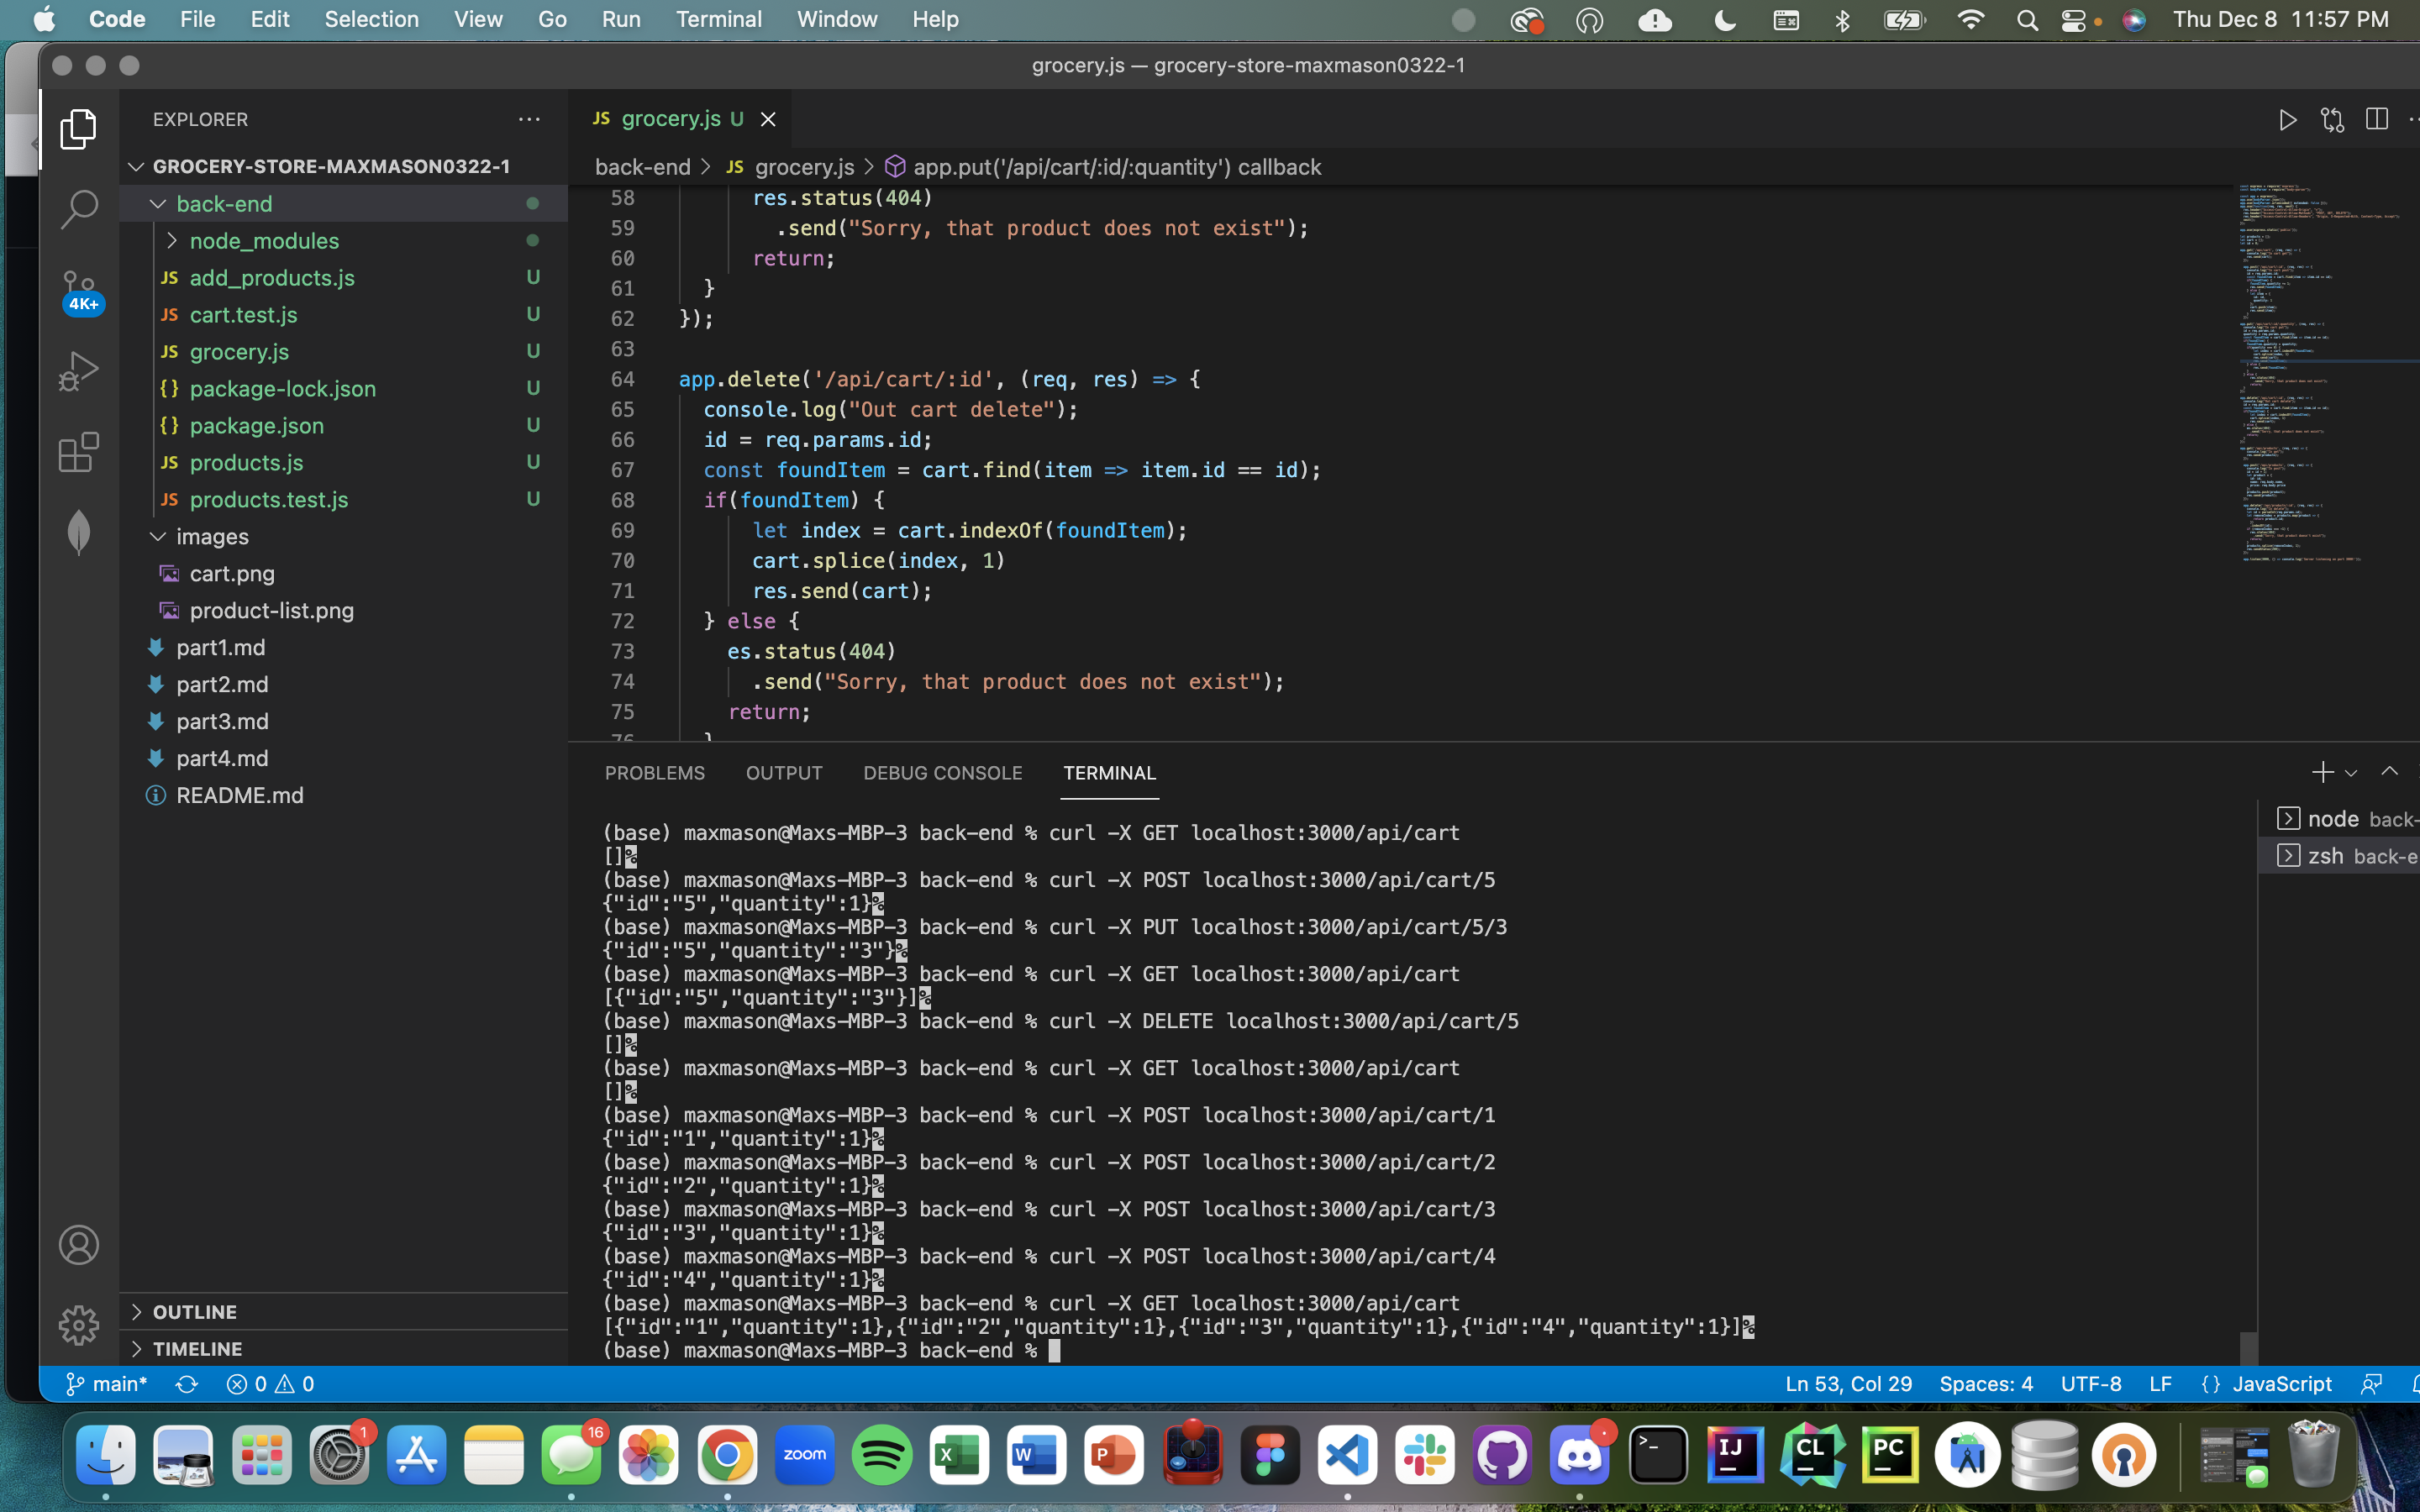 Code File Edit Selection View Go Run Terminal Window Help Thu Dec 8 11:57 PM
grocery.js — grocery-store-maxmason0322-1
EXPLORER
GROCERY-STORE-MAXMASON0322-1
back-end
node_modules
JS add_products.js U
JS cart.test.js U
JS grocery.js U
{} package-lock.json U
{} package.json U
JS products.js U
JS products.test.js U
images
cart.png
product-list.png
part1.md
part2.md
part3.md
part4.md
README.md
4K+
OUTLINE
TIMELINE
JS grocery.js U
back-end > JS grocery.js > app.put('/api/cart/:id/:quantity') callback
58 res.status(404)
59 .send("Sorry, that product does not exist");
60 return;
61 }
62 });
63
64 app.delete('/api/cart/:id', (req, res) => {
65 console.log("Out cart delete");
66 id = req.params.id;
67 const foundItem = cart.find(item => item.id == id);
68 if(foundItem) {
69 let index = cart.indexOf(foundItem);
70 cart.splice(index, 1)
71 res.send(cart);
72 } else {
73 es.status(404)
74 .send("Sorry, that product does not exist");
75 return;
76 }
PROBLEMS OUTPUT DEBUG CONSOLE TERMINAL
(base) maxmason@Maxs-MBP-3 back-end % curl -X GET localhost:3000/api/cart
[]%
(base) maxmason@Maxs-MBP-3 back-end % curl -X POST localhost:3000/api/cart/5
{"id":"5","quantity":1}%
(base) maxmason@Maxs-MBP-3 back-end % curl -X PUT localhost:3000/api/cart/5/3
{"id":"5","quantity":"3"}%
(base) maxmason@Maxs-MBP-3 back-end % curl -X GET localhost:3000/api/cart
[{"id":"5","quantity":"3"}]%
(base) maxmason@Maxs-MBP-3 back-end % curl -X DELETE localhost:3000/api/cart/5
[]%
(base) maxmason@Maxs-MBP-3 back-end % curl -X GET localhost:3000/api/cart
[]%
(base) maxmason@Maxs-MBP-3 back-end % curl -X POST localhost:3000/api/cart/1
{"id":"1","quantity":1}%
(base) maxmason@Maxs-MBP-3 back-end % curl -X POST localhost:3000/api/cart/2
{"id":"2","quantity":1}%
(base) maxmason@Maxs-MBP-3 back-end % curl -X POST localhost:3000/api/cart/3
{"id":"3","quantity":1}%
(base) maxmason@Maxs-MBP-3 back-end % curl -X POST localhost:3000/api/cart/4
{"id":"4","quantity":1}%
(base) maxmason@Maxs-MBP-3 back-end % curl -X GET localhost:3000/api/cart
[{"id":"1","quantity":1},{"id":"2","quantity":1},{"id":"3","quantity":1},{"id":"4","quantity":1}]%
(base) maxmason@Maxs-MBP-3 back-end %
node back-
zsh back-e
main* 0 0 Ln 53, Col 29 Spaces: 4 UTF-8 LF {} JavaScript
1
16
zoom
X
W
P
>_
IJ
CL
PC